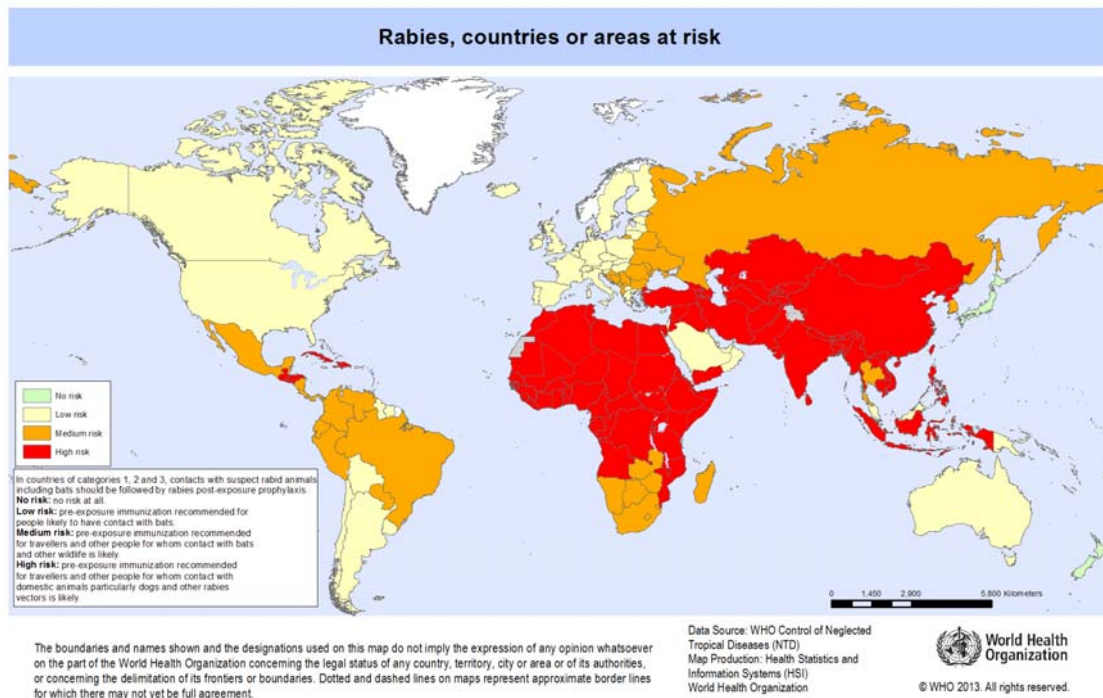 Rabies, countries or areas at risk
No risk
Low risk
Medium risk
High risk
In countries of categories 1, 2 and 3, contacts with suspect rabid animals
including bats should be followed by rabies post-exposure prophylaxis.
No risk: no risk at all.
Low risk: pre-exposure immunization recommended for
people likely to have contact with bats.
Medium risk: pre-exposure immunization recommended
for travellers and other people for whom contact with bats
and other wildlife is likely.
High risk: pre-exposure immunization recommended
for travellers and other people for whom contact with
domestic animals particularly dogs and other rabies
vectors is likely.
0 1,450 2,900 5,800 Kilometers
The boundaries and names shown and the designations used on this map do not imply the expression of any opinion whatsoever
on the part of the World Health Organization concerning the legal status of any country, territory, city or area or of its authorities,
or concerning the delimitation of its frontiers or boundaries. Dotted and dashed lines on maps represent approximate border lines
for which there may not yet be full agreement.
Data Source: WHO Control of Neglected
Tropical Diseases (NTD)
Map Production: Health Statistics and
Information Systems (HSI)
World Health Organization
World Health
Organization
© WHO 2013. All rights reserved.